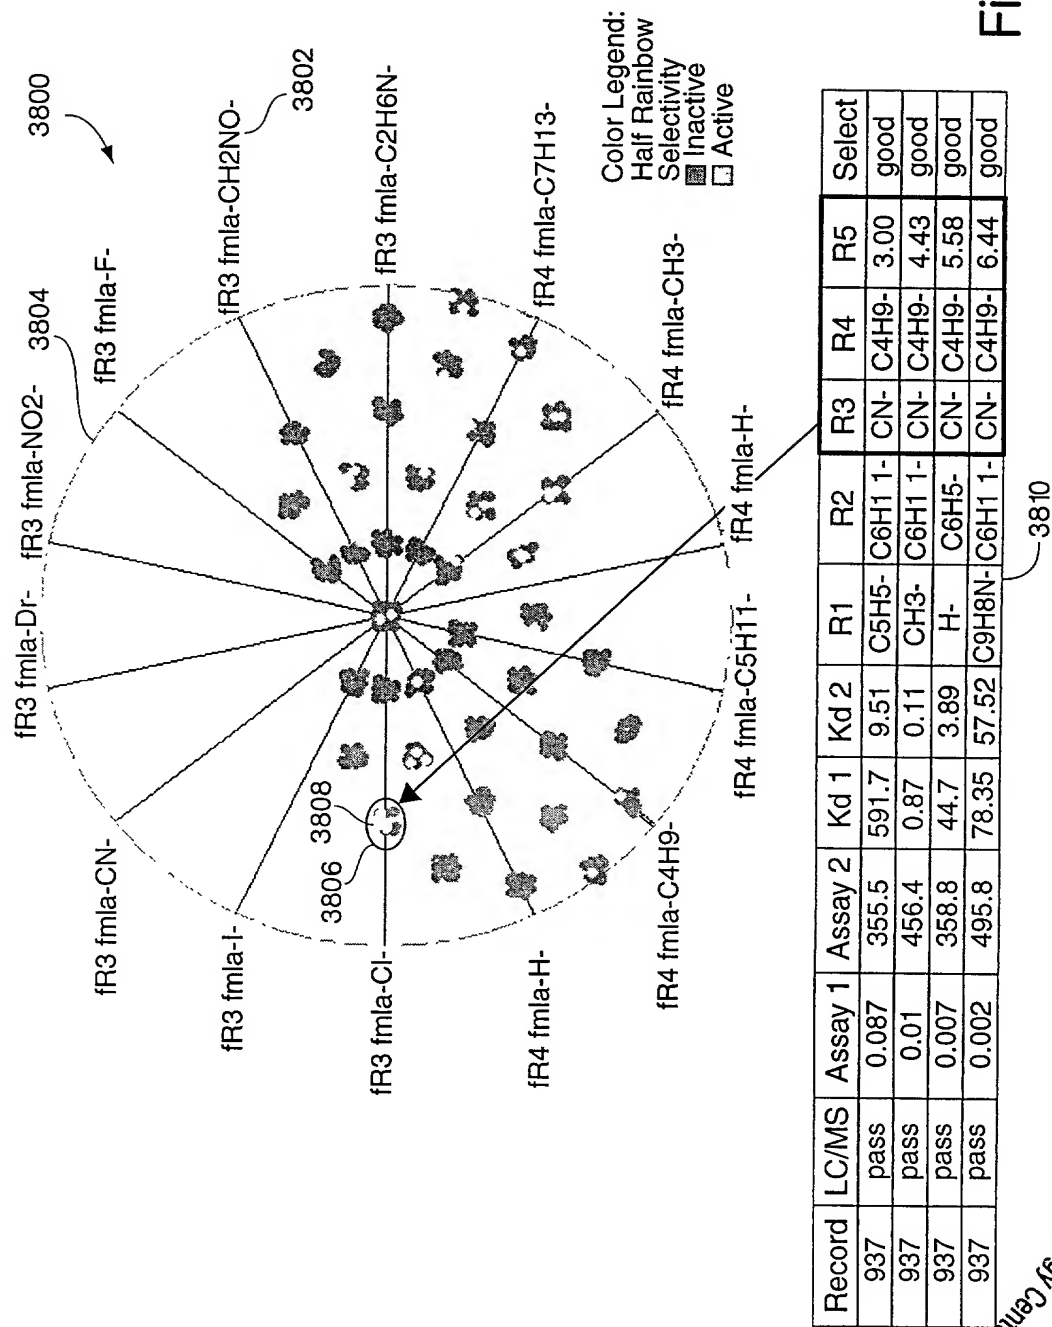 3800
3802
3804
fR3 fmla-NO2-
fR3 fmla-F-
fR3 fmla-CH2NO-
fR3 fmla-C2H6N-
fR4 fmla-C7H13-
fR4 fmla-CH3-
fR4 fmla-H-
fR4 fmla-C5H11-
fR4 fmla-C4H9-
fR4 fmla-H-
fR3 fmla-Cl-
fR3 fmla-I-
fR3 fmla-CN-
fR3 fmla-Dr-
3806
3808
Color Legend:
Half Rainbow
Selectivity
Inactive
Active
Record LC/MS Assay 1 Assay 2 Kd 1 Kd 2 R1 R2 R3 R4 R5 Select
937 pass 0.087 355.5 591.7 9.51 C5H5- C6H1 1- CN- C4H9- 3.00 good
937 pass 0.01 456.4 0.87 0.11 CH3- C6H1 1- CN- C4H9- 4.43 good
937 pass 0.007 358.8 44.7 3.89 H- C6H5- CN- C4H9- 5.58 good
937 pass 0.002 495.8 78.35 57.52 C9H8N- C6H1 1- CN- C4H9- 6.44 good
3810
Fi